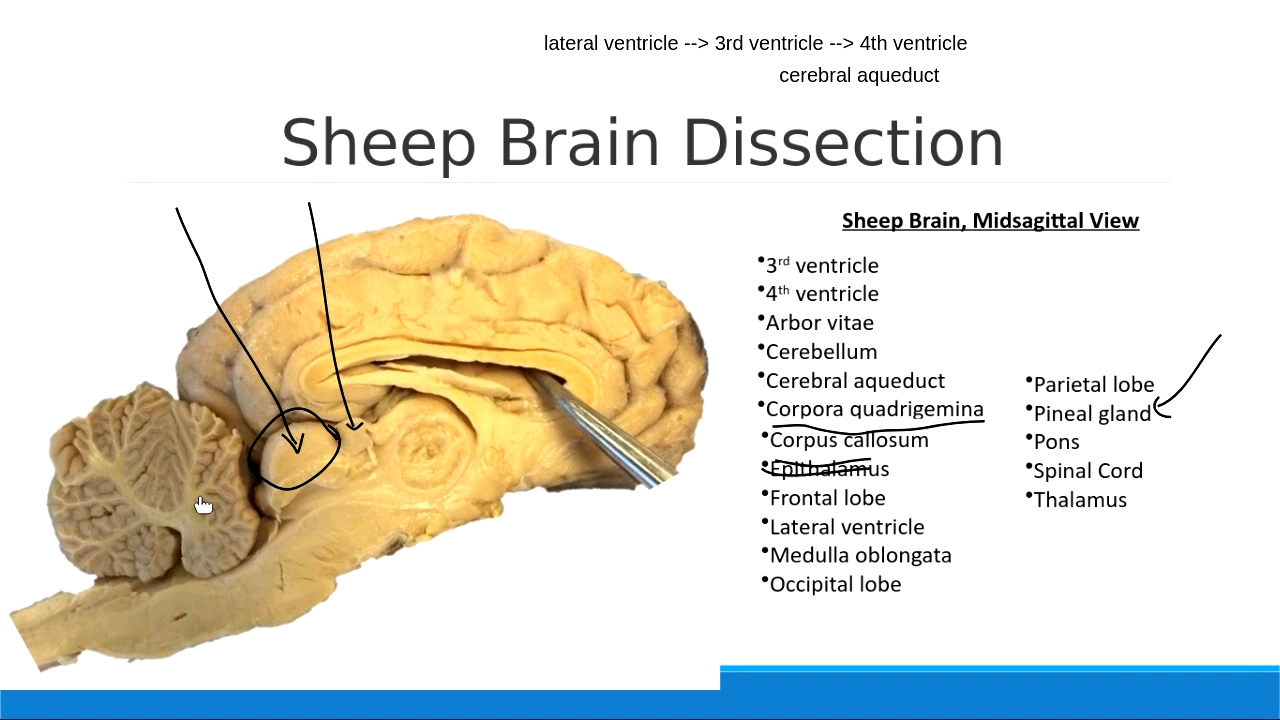 lateral ventricle --> 3rd ventricle --> 4th ventricle
cerebral aqueduct
Sheep Brain Dissection
Sheep Brain, Midsagittal View
•3rd ventricle
•4th ventricle
•Arbor vitae
•Cerebellum
•Cerebral aqueduct
•Corpora quadrigemina
•Corpus callosum
•Epithalamus
•Frontal lobe
•Lateral ventricle
•Medulla oblongata
•Occipital lobe
•Parietal lobe
•Pineal gland
•Pons
•Spinal Cord
•Thalamus